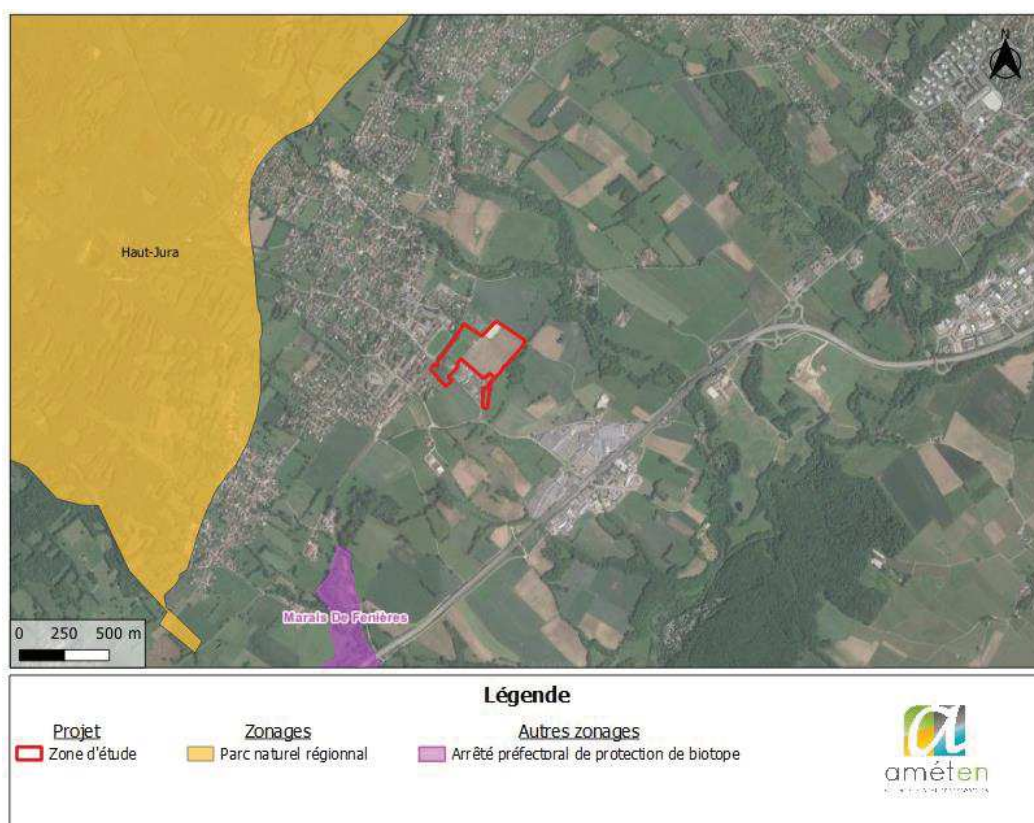 N
Haut-Jura
Marais De Fenières
0 250 500 m
Légende
Projet
Zone d'étude
Zonages
Parc naturel régionnal
Autres zonages
Arrêté préfectoral de protection de biotope
a
améten